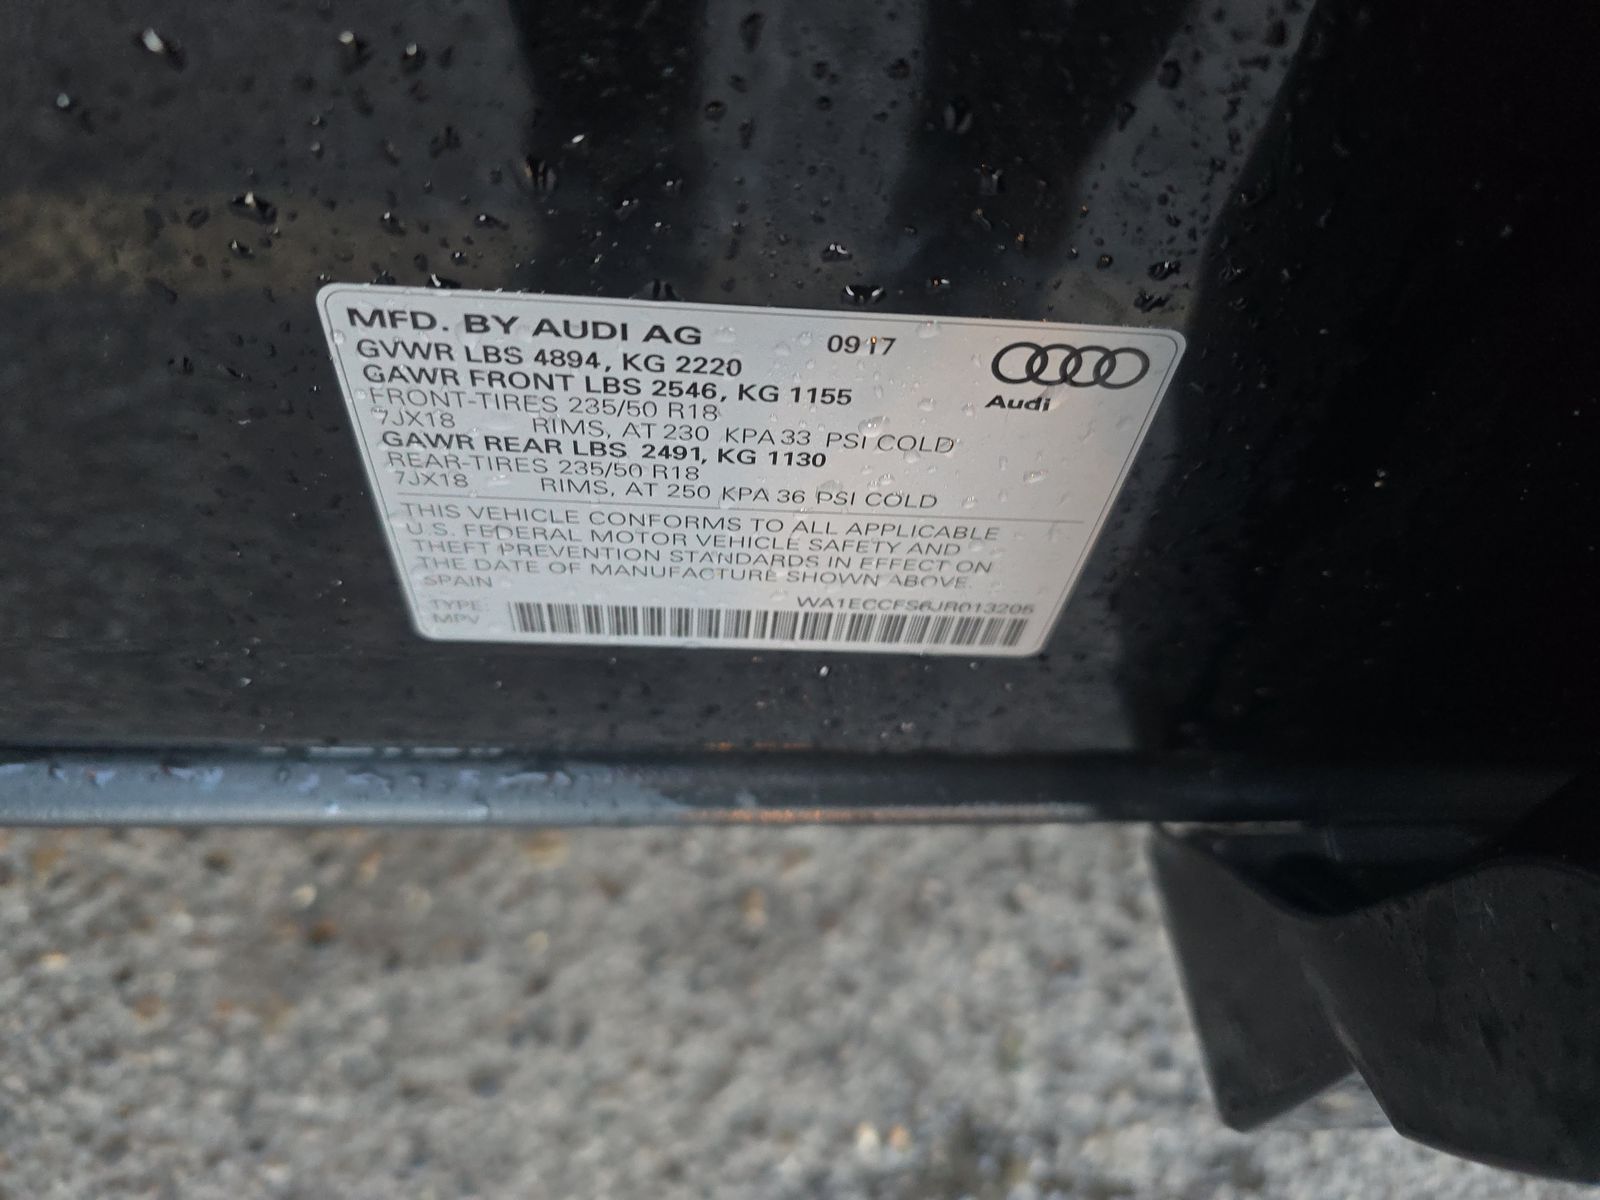 MFD. BY AUDI AG 09 17
GVWR LBS 4894, KG 2220
GAWR FRONT LBS 2546, KG 1155
FRONT-TIRES 235/50 R18
7JX18 RIMS, AT 230 KPA 33 PSI COLD
GAWR REAR LBS 2491, KG 1130
REAR-TIRES 235/50 R18
7JX18 RIMS, AT 250 KPA 36 PSI COLD
Audi
THIS VEHICLE CONFORMS TO ALL APPLICABLE
U.S. FEDERAL MOTOR VEHICLE SAFETY AND
THEFT PREVENTION STANDARDS IN EFFECT ON
THE DATE OF MANUFACTURE SHOWN ABOVE.
SPAIN
WA1ECCFS6JR013205
TYPE
MPV